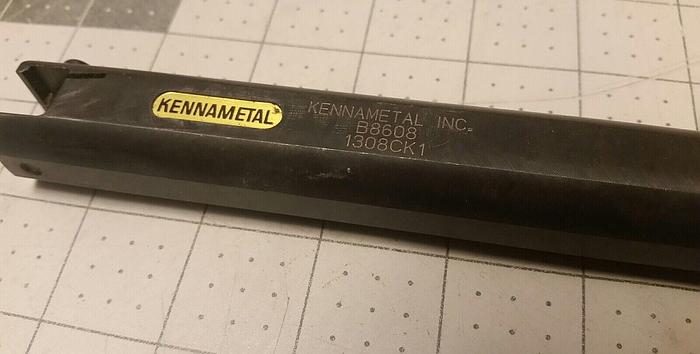 KENNAMETAL
KENNAMETAL INC.
B8608
1308CK1